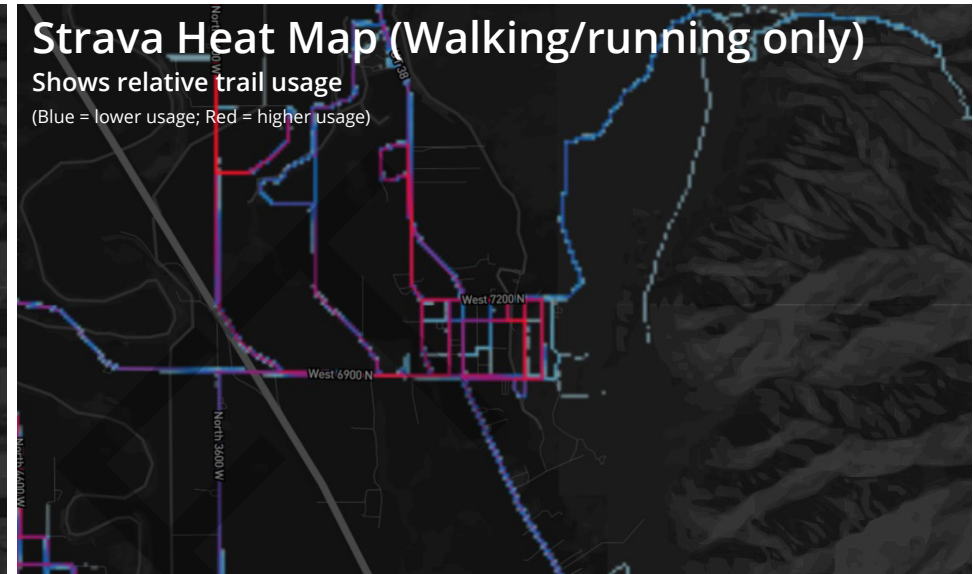 Strava Heat Map (Walking/running only)
Shows relative trail usage
(Blue = lower usage; Red = higher usage)
38
West 7200 N
West 6900 N
North 3600 W